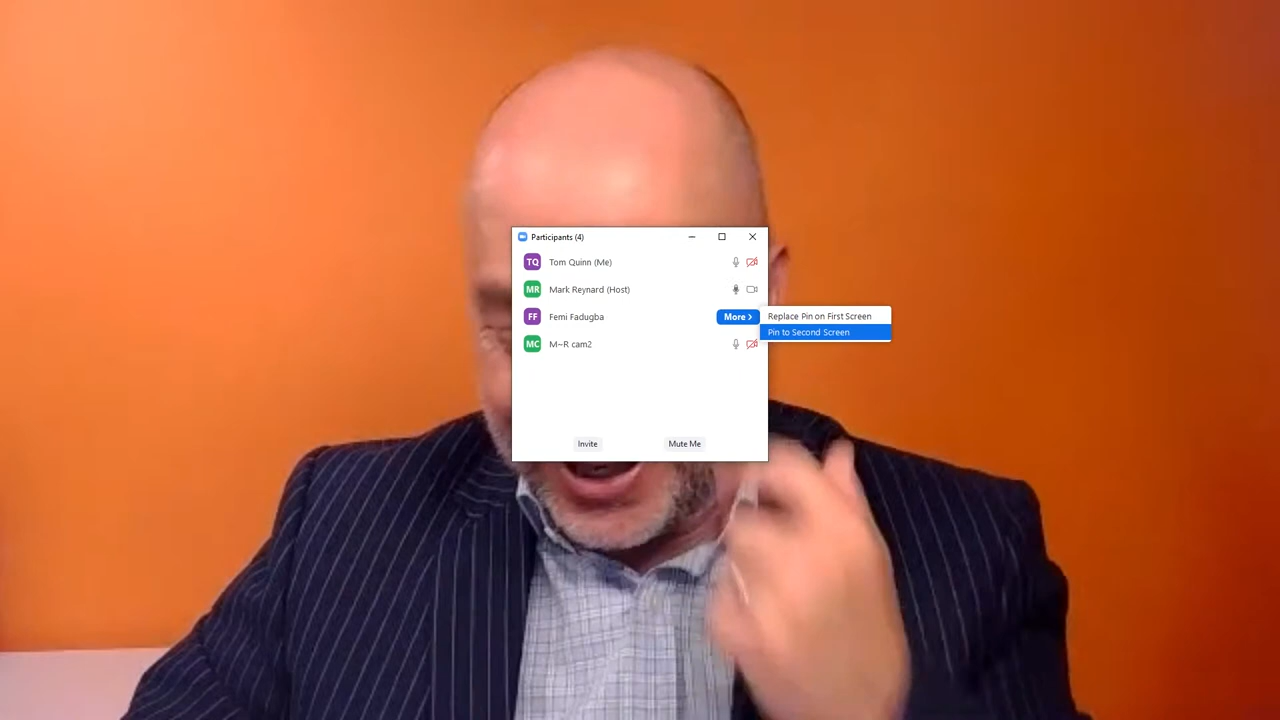 Participants (4)
TQ Tom Quinn (Me)
MR Mark Reynard (Host)
FF Femi Fadugba More >
Replace Pin on First Screen
Pin to Second Screen
MC M~R cam2
Invite Mute Me